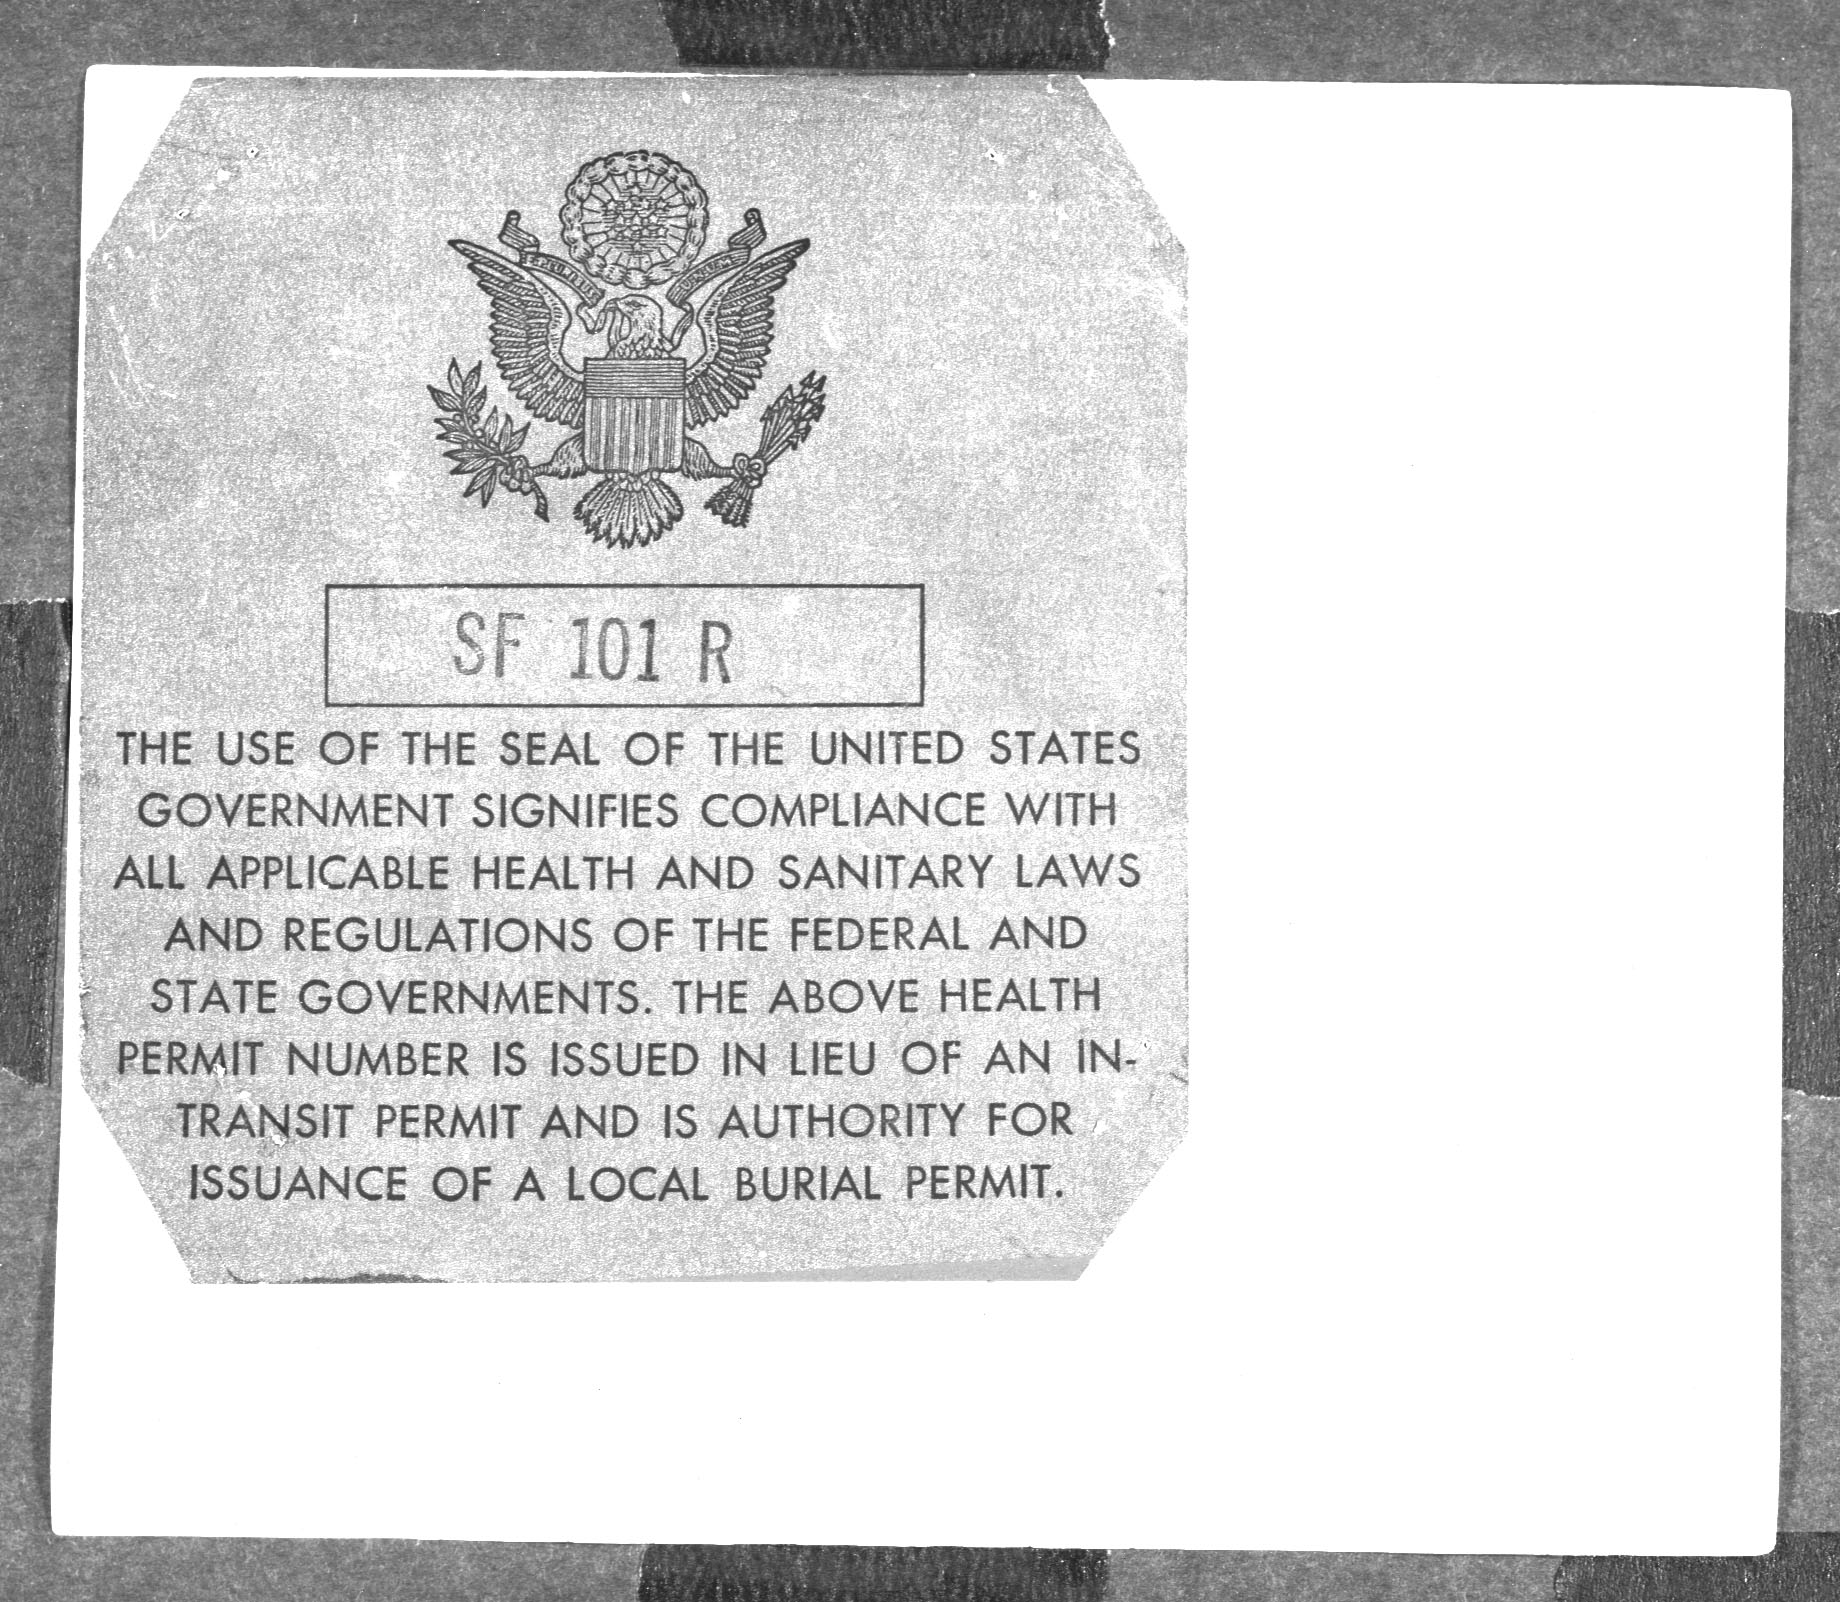 SF 101 R
THE USE OF THE SEAL OF THE UNITED STATES
GOVERNMENT SIGNIFIES COMPLIANCE WITH
ALL APPLICABLE HEALTH AND SANITARY LAWS
AND REGULATIONS OF THE FEDERAL AND
STATE GOVERNMENTS. THE ABOVE HEALTH
PERMIT NUMBER IS ISSUED IN LIEU OF AN IN-
TRANSIT PERMIT AND IS AUTHORITY FOR
ISSUANCE OF A LOCAL BURIAL PERMIT.